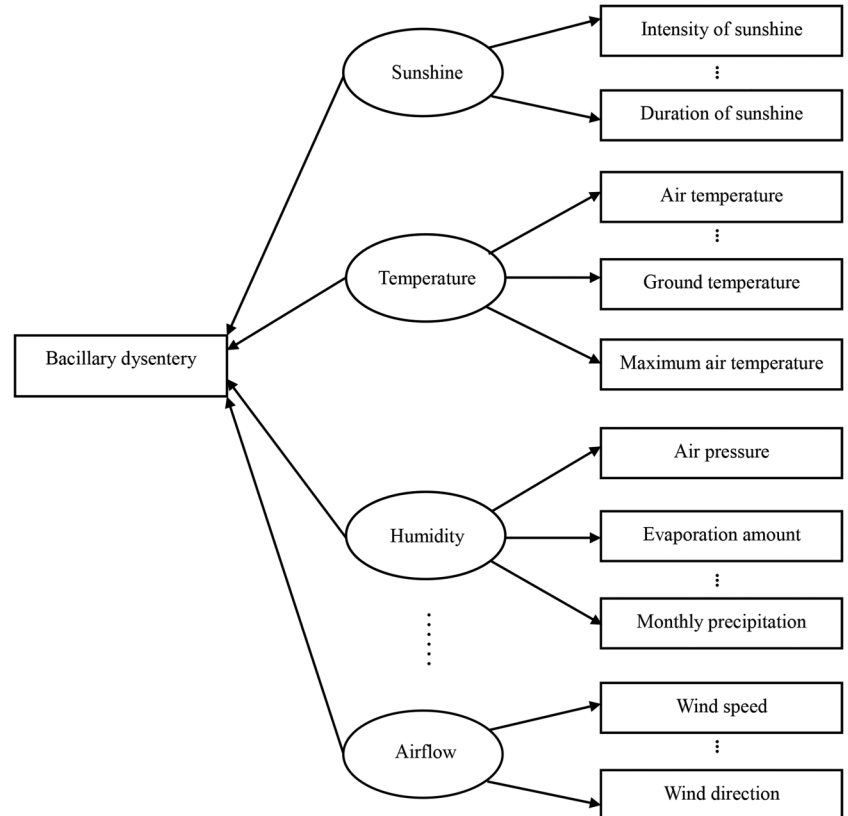 Intensity of sunshine
Sunshine
Duration of sunshine
Air temperature
Temperature
Ground temperature
Bacillary dysentery
Maximum air temperature
Air pressure
Humidity
Evaporation amount
Monthly precipitation
Wind speed
Airflow
Wind direction